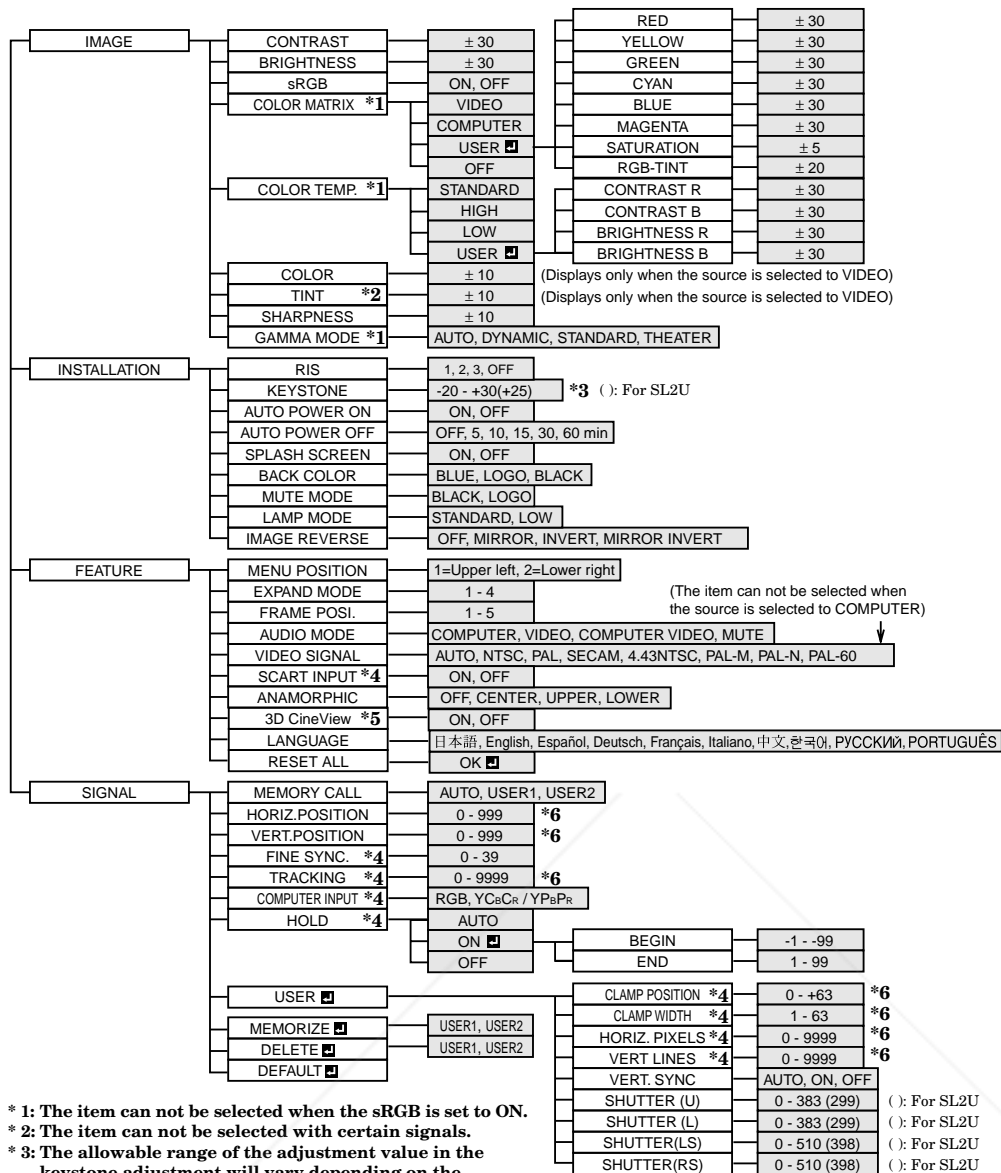 RED ± 30
IMAGE CONTRAST ± 30 YELLOW ± 30
BRIGHTNESS ± 30 GREEN ± 30
sRGB ON, OFF CYAN ± 30
COLOR MATRIX *1 VIDEO BLUE ± 30
COMPUTER MAGENTA ± 30
USER SATURATION ± 5
OFF RGB-TINT ± 20
COLOR TEMP. *1 STANDARD CONTRAST R ± 30
HIGH CONTRAST B ± 30
LOW BRIGHTNESS R ± 30
USER BRIGHTNESS B ± 30
COLOR ± 10 (Displays only when the source is selected to VIDEO)
TINT *2 ± 10 (Displays only when the source is selected to VIDEO)
SHARPNESS ± 10
GAMMA MODE *1 AUTO, DYNAMIC, STANDARD, THEATER
INSTALLATION RIS 1, 2, 3, OFF
KEYSTONE -20 - +30(+25) *3 ( ): For SL2U
AUTO POWER ON ON, OFF
AUTO POWER OFF OFF, 5, 10, 15, 30, 60 min
SPLASH SCREEN ON, OFF
BACK COLOR BLUE, LOGO, BLACK
MUTE MODE BLACK, LOGO
LAMP MODE STANDARD, LOW
IMAGE REVERSE OFF, MIRROR, INVERT, MIRROR INVERT
FEATURE MENU POSITION 1=Upper left, 2=Lower right
EXPAND MODE 1 - 4 (The item can not be selected when
FRAME POSI. 1 - 5 the source is selected to COMPUTER)
AUDIO MODE COMPUTER, VIDEO, COMPUTER VIDEO, MUTE
VIDEO SIGNAL AUTO, NTSC, PAL, SECAM, 4.43NTSC, PAL-M, PAL-N, PAL-60
SCART INPUT *4 ON, OFF
ANAMORPHIC OFF, CENTER, UPPER, LOWER
3D CineView *5 ON, OFF
LANGUAGE 日本語, English, Español, Deutsch, Français, Italiano, 中文, 한국어, РУССКИЙ, PORTUGUÊS
RESET ALL OK
SIGNAL MEMORY CALL AUTO, USER1, USER2
HORIZ.POSITION 0 - 999 *6
VERT.POSITION 0 - 999 *6
FINE SYNC. *4 0 - 39
TRACKING *4 0 - 9999 *6
COMPUTER INPUT *4 RGB, YCBCR / YPBPR
HOLD *4 AUTO
ON BEGIN -1 - -99
OFF END 1 - 99
USER CLAMP POSITION *4 0 - +63 *6
CLAMP WIDTH *4 1 - 63 *6
MEMORIZE USER1, USER2 HORIZ. PIXELS *4 0 - 9999 *6
DELETE USER1, USER2 VERT LINES *4 0 - 9999 *6
DEFAULT VERT. SYNC AUTO, ON, OFF
* 1: The item can not be selected when the sRGB is set to ON. SHUTTER (U) 0 - 383 (299) ( ): For SL2U
* 2: The item can not be selected with certain signals. SHUTTER (L) 0 - 383 (299) ( ): For SL2U
* 3: The allowable range of the adjustment value in the SHUTTER(LS) 0 - 510 (398) ( ): For SL2U
keystone adjustment will vary depending on the SHUTTER(RS) 0 - 510 (398) ( ): For SL2U